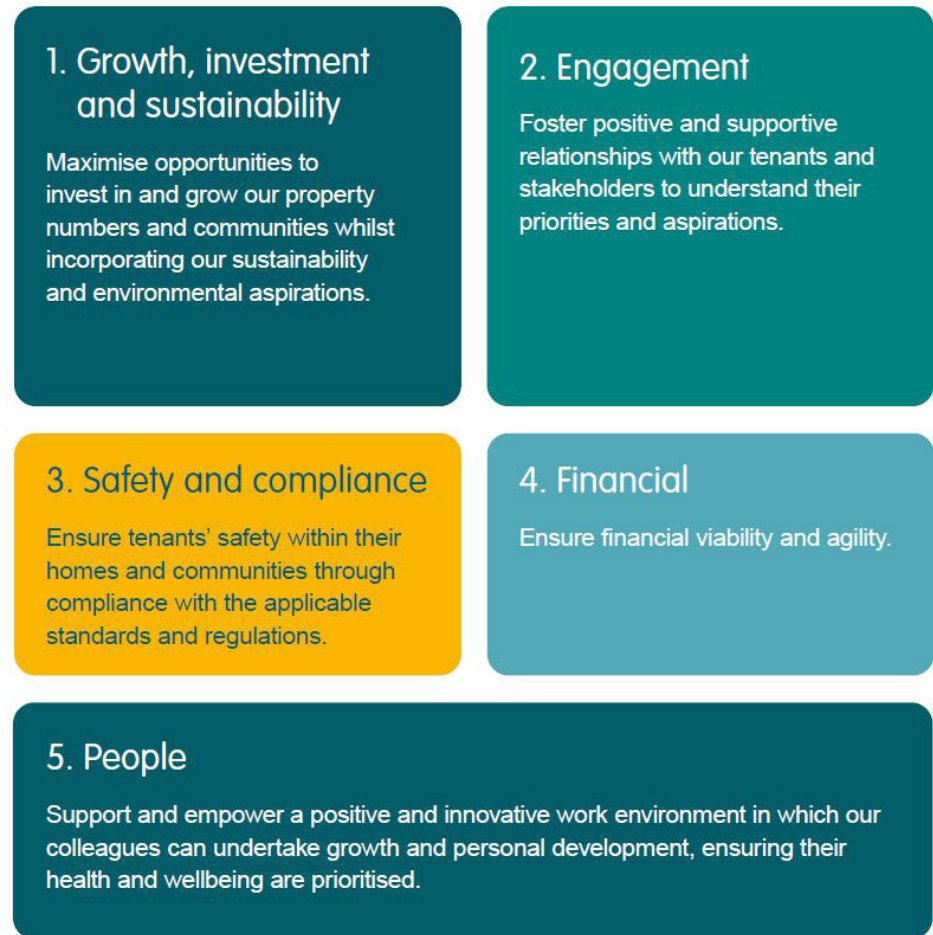 1. Growth, investment
and sustainability
Maximise opportunities to
invest in and grow our property
numbers and communities whilst
incorporating our sustainability
and environmental aspirations.
2. Engagement
Foster positive and supportive
relationships with our tenants and
stakeholders to understand their
priorities and aspirations.
3. Safety and compliance
Ensure tenants’ safety within their
homes and communities through
compliance with the applicable
standards and regulations.
4. Financial
Ensure financial viability and agility.
5. People
Support and empower a positive and innovative work environment in which our
colleagues can undertake growth and personal development, ensuring their
health and wellbeing are prioritised.